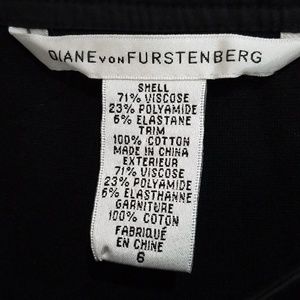 DIANE VON FURSTENBERG
SHELL
71% VISCOSE
23% POLYAMIDE
6% ELASTANE
TRIM
100% COTTON
MADE IN CHINA
EXTERIEUR
71% VISCOSE
23% POLYAMIDE
6% ELASTHANNE
GARNITURE
100% COTON
FABRIQUÉ
EN CHINE
6